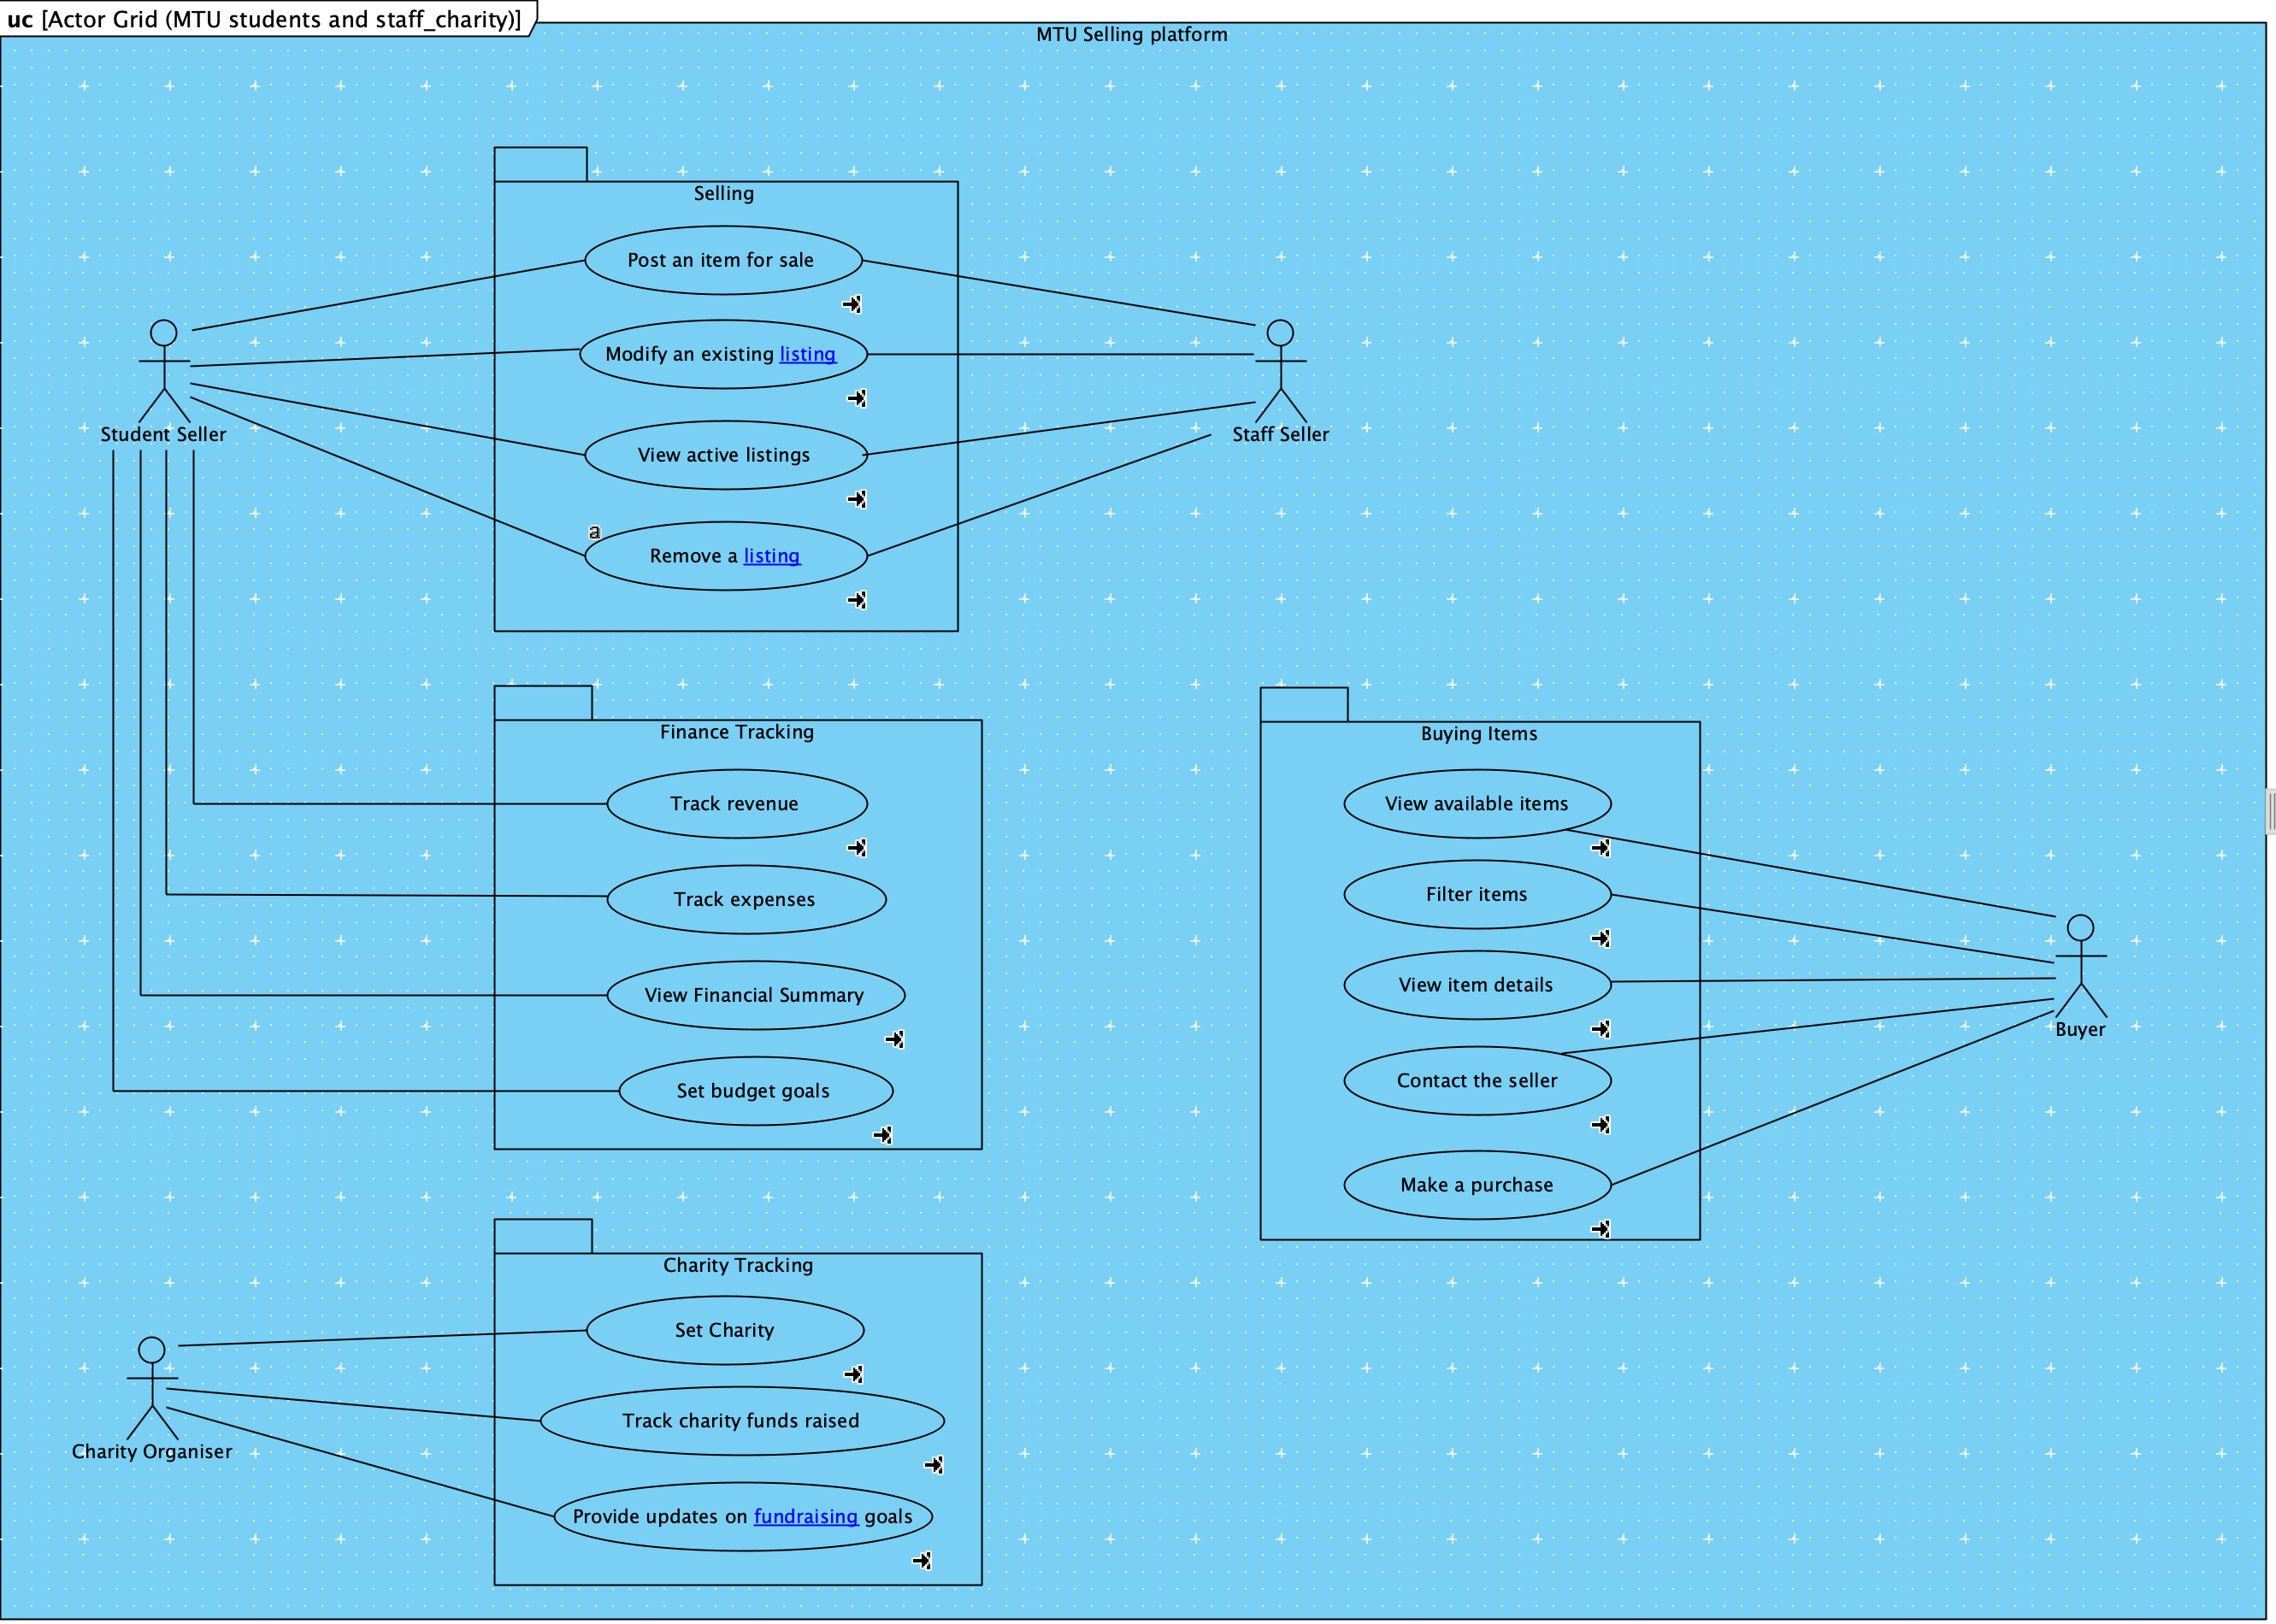 uc [Actor Grid (MTU students and staff_charity)]
MTU Selling platform
Selling
Post an item for sale
Modify an existing listing
View active listings
a
Remove a listing
Student Seller
Staff Seller
Finance Tracking
Track revenue
Track expenses
View Financial Summary
Set budget goals
Buying Items
View available items
Filter items
View item details
Contact the seller
Make a purchase
Buyer
Charity Tracking
Set Charity
Track charity funds raised
Provide updates on fundraising goals
Charity Organiser